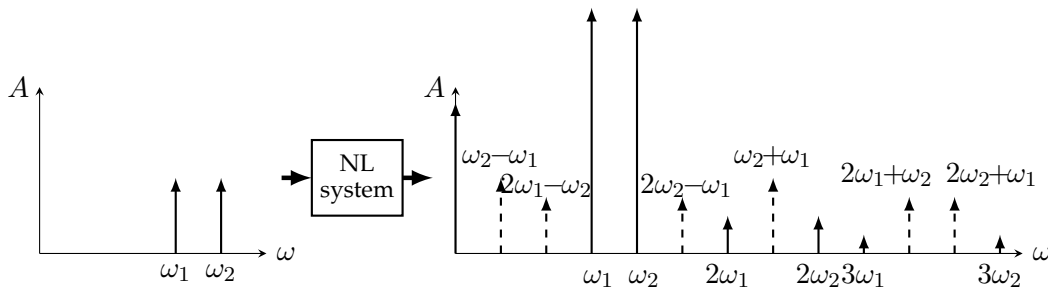 A
ω₁
ω₂
ω
NL
system
A
ω₂−ω₁
2ω₁−ω₂
ω₁
ω₂
2ω₂−ω₁
2ω₁
ω₂+ω₁
2ω₂
3ω₁
2ω₁+ω₂
2ω₂+ω₁
3ω₂
ω